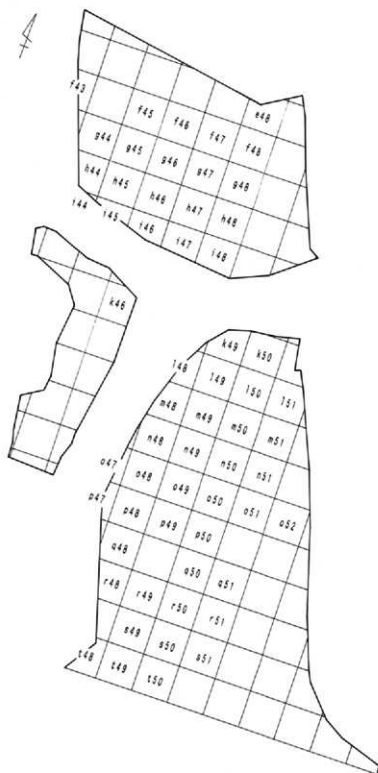 e48
f43
f45 f46 f47 f48
g44 g45 g46 g47 g48
h44 h45 h46 h47 h48
i44 i45 i46 i47 i48
k46
k49 k50
l48 l49 l50 l51
m48 m49 m50 m51
n48 n49 n50 n51
o47 o48 o49 o50 o51 o52
p47 p48 p49 p50
q48 q50 q51
r48 r49 r50 r51
s49 s50 s51
t48 t49 t50